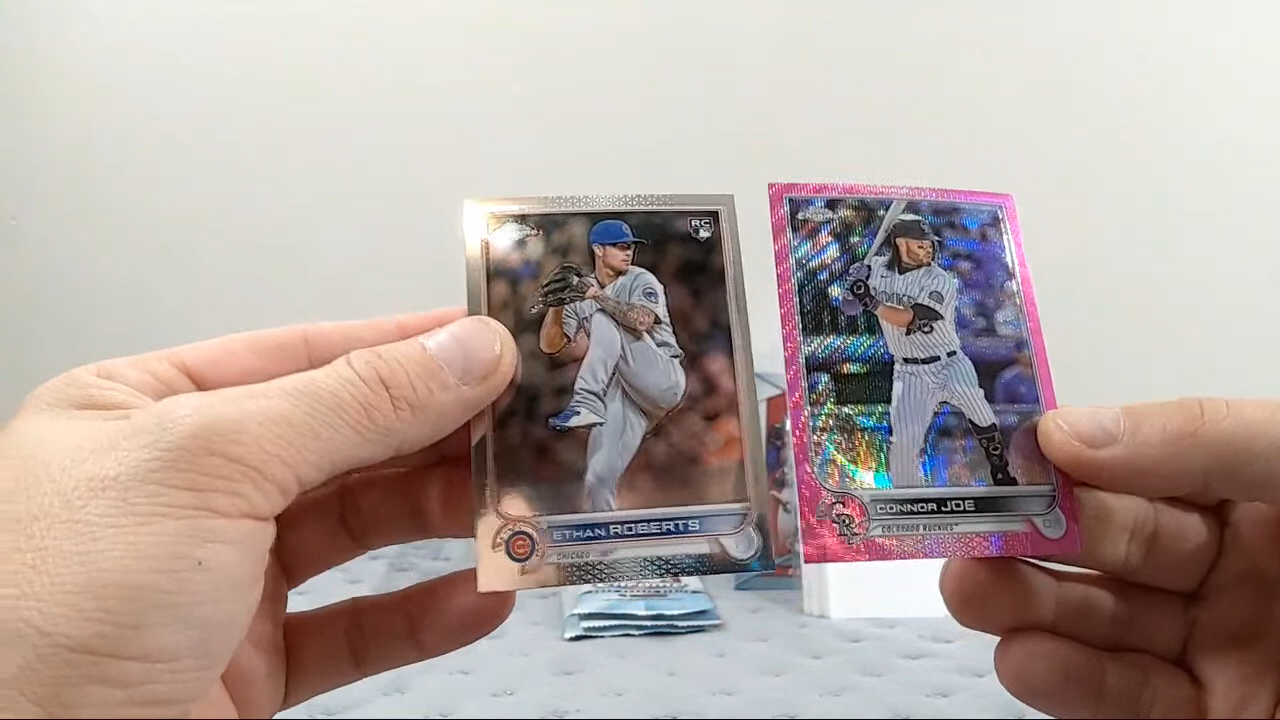 RC
ETHAN ROBERTS
CHICAGO
CONNOR JOE
COLORADO ROCKIES